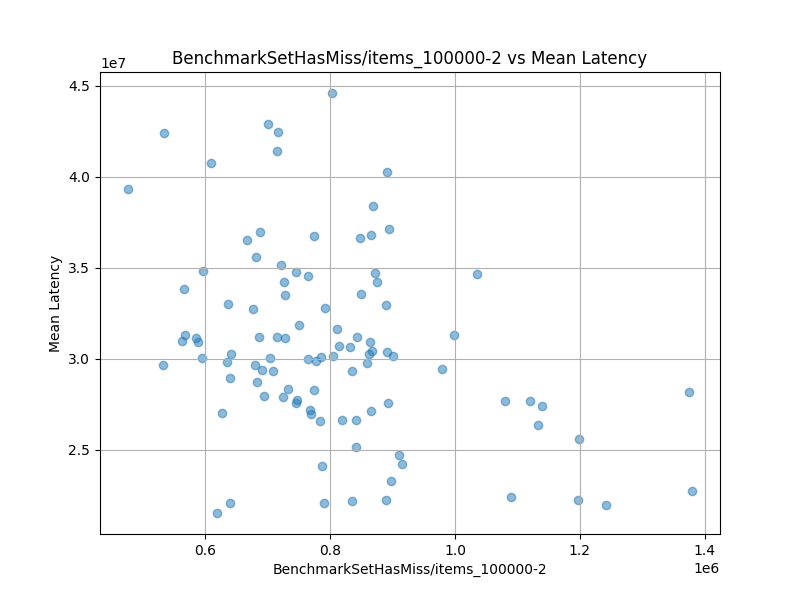 BenchmarkSetHasMiss/items_100000-2 vs Mean Latency
1e7
4.5
4.0
3.5
3.0
2.5
Mean Latency
0.6 0.8 1.0 1.2 1.4
BenchmarkSetHasMiss/items_100000-2
1e6